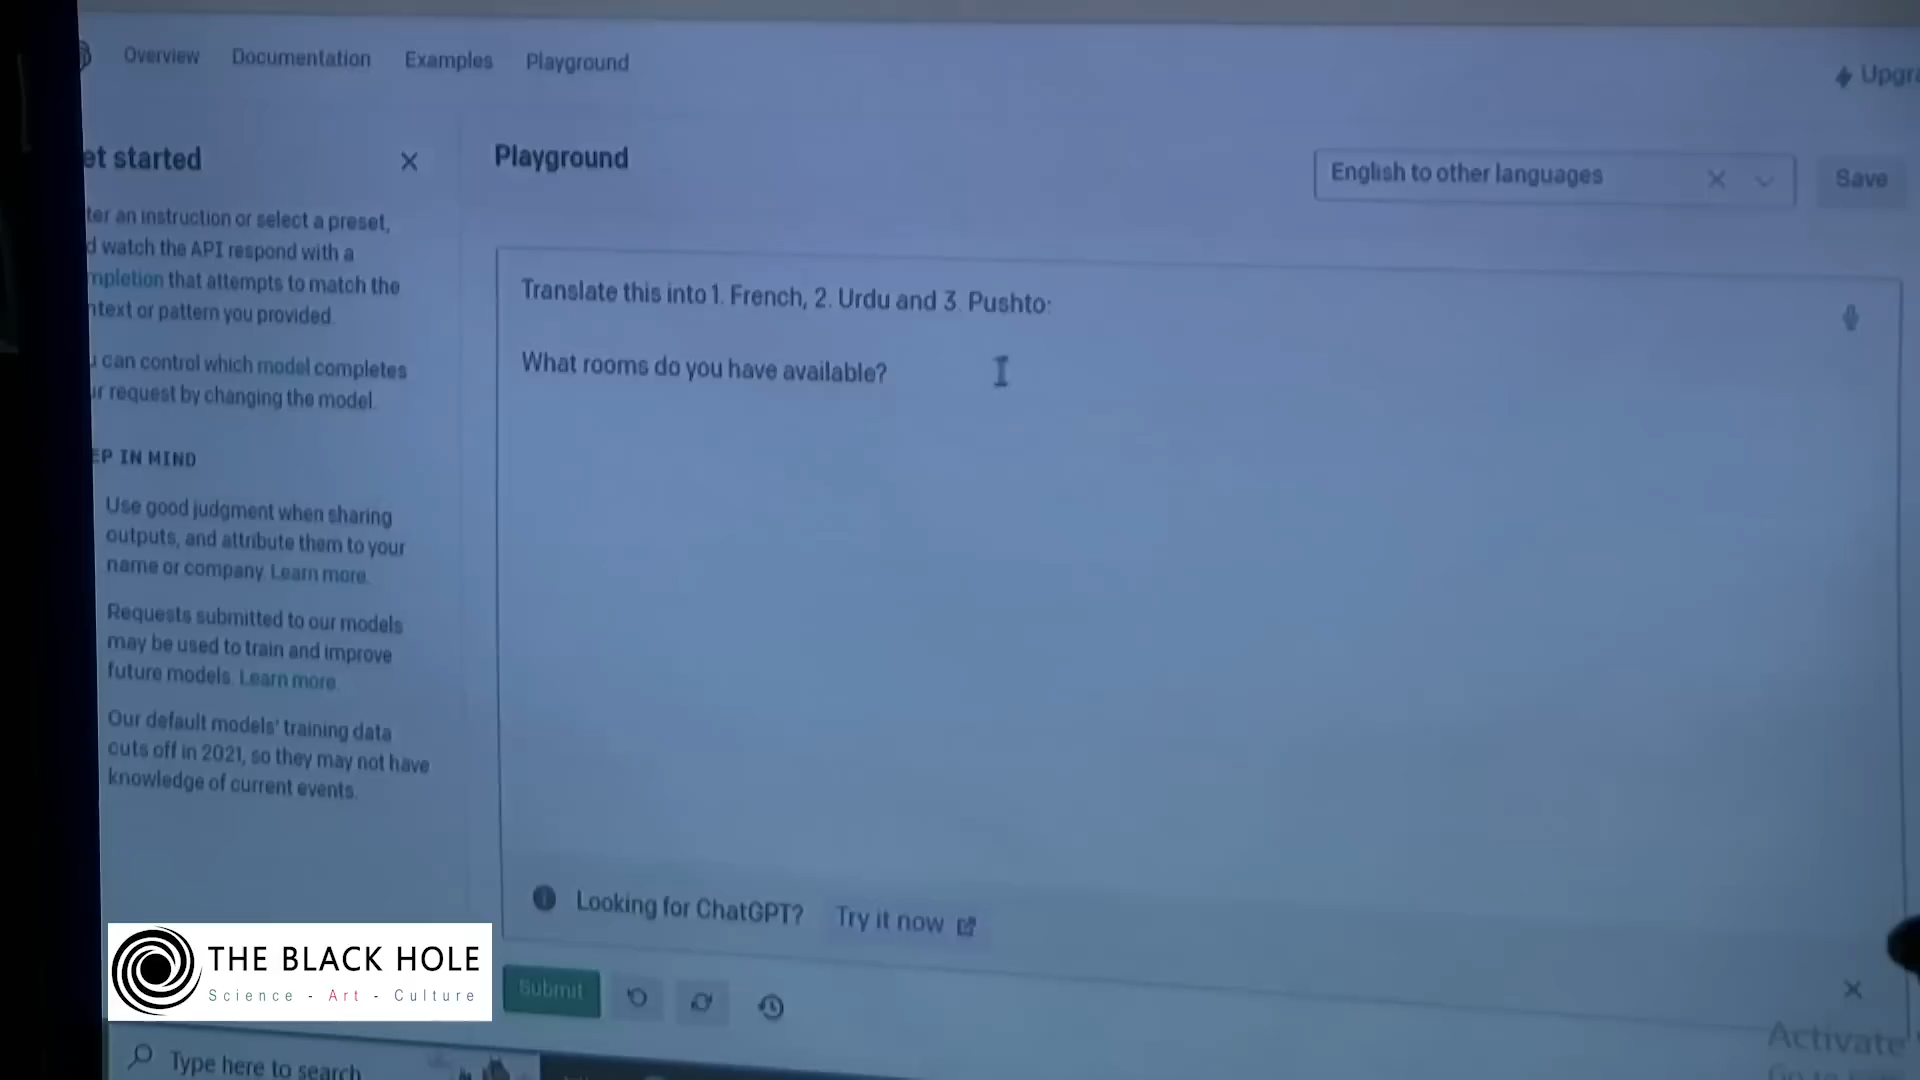 Overview Documentation Examples Playground
et started
Playground
English to other languages
Save
ter an instruction or select a preset,
d watch the API respond with a
mpletion that attempts to match the
ntext or pattern you provided.
u can control which model completes
ur request by changing the model.
EP IN MIND
Use good judgment when sharing
outputs, and attribute them to your
name or company. Learn more.
Requests submitted to our models
may be used to train and improve
future models. Learn more.
Our default models' training data
cuts off in 2021, so they may not have
knowledge of current events.
Translate this into 1. French, 2. Urdu and 3. Pushto:
What rooms do you have available?
Looking for ChatGPT? Try it now
Submit
Upgra
THE BLACK HOLE
Science - Art - Culture
Type here to search
Activate